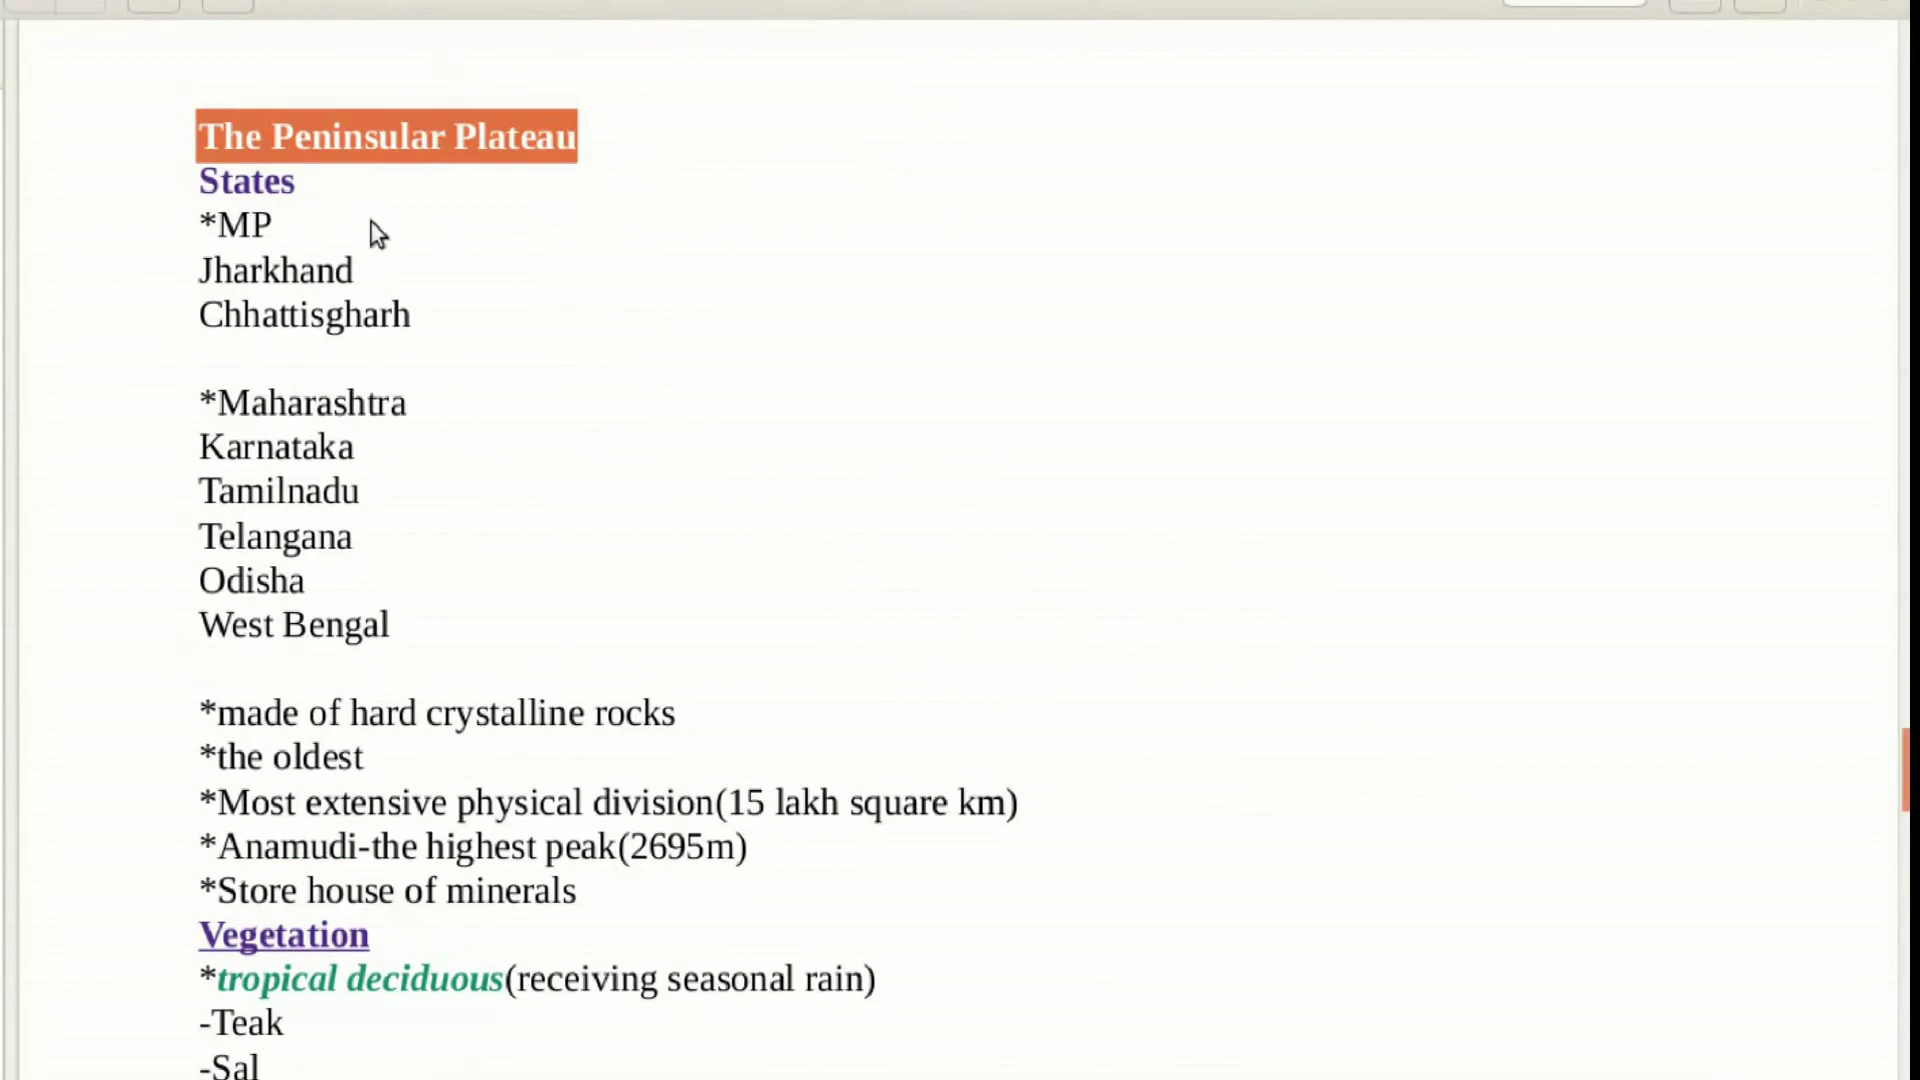 The Peninsular Plateau
States
*MP
Jharkhand
Chhattisgharh
*Maharashtra
Karnataka
Tamilnadu
Telangana
Odisha
West Bengal
*made of hard crystalline rocks
*the oldest
*Most extensive physical division(15 lakh square km)
*Anamudi-the highest peak(2695m)
*Store house of minerals
Vegetation
*tropical deciduous(receiving seasonal rain)
-Teak
-Sal